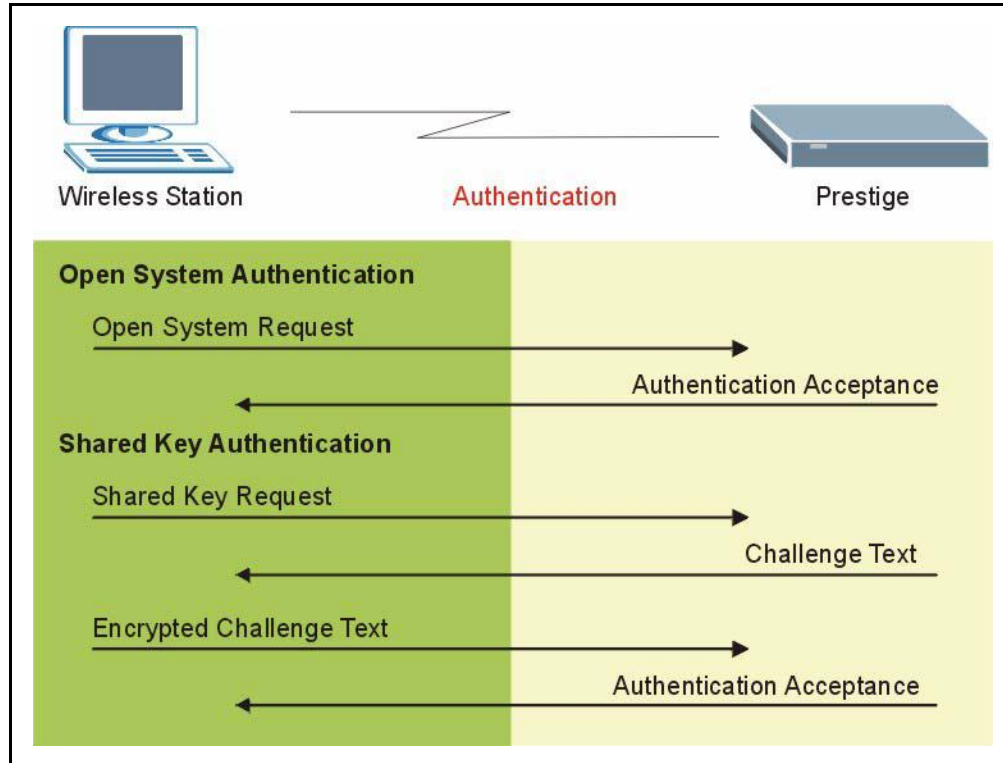 Wireless Station
Authentication
Prestige
Open System Authentication
Open System Request
Authentication Acceptance
Shared Key Authentication
Shared Key Request
Challenge Text
Encrypted Challenge Text
Authentication Acceptance